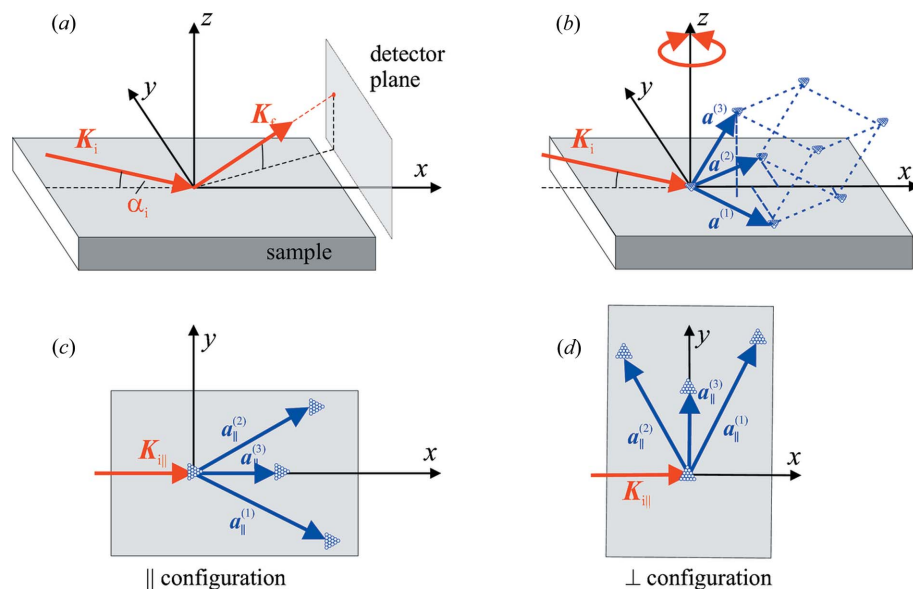 (a)
z
detector
plane
y
K_f
K_i
x
α_i
sample
(b)
z
y
a^(3)
K_i
a^(2)
x
a^(1)
(c)
y
a_∥^(2)
K_i∥
a_∥^(3)
x
a_∥^(1)
∥ configuration
(d)
y
a_∥^(3)
a_∥^(2)
a_∥^(1)
x
K_i∥
⊥ configuration